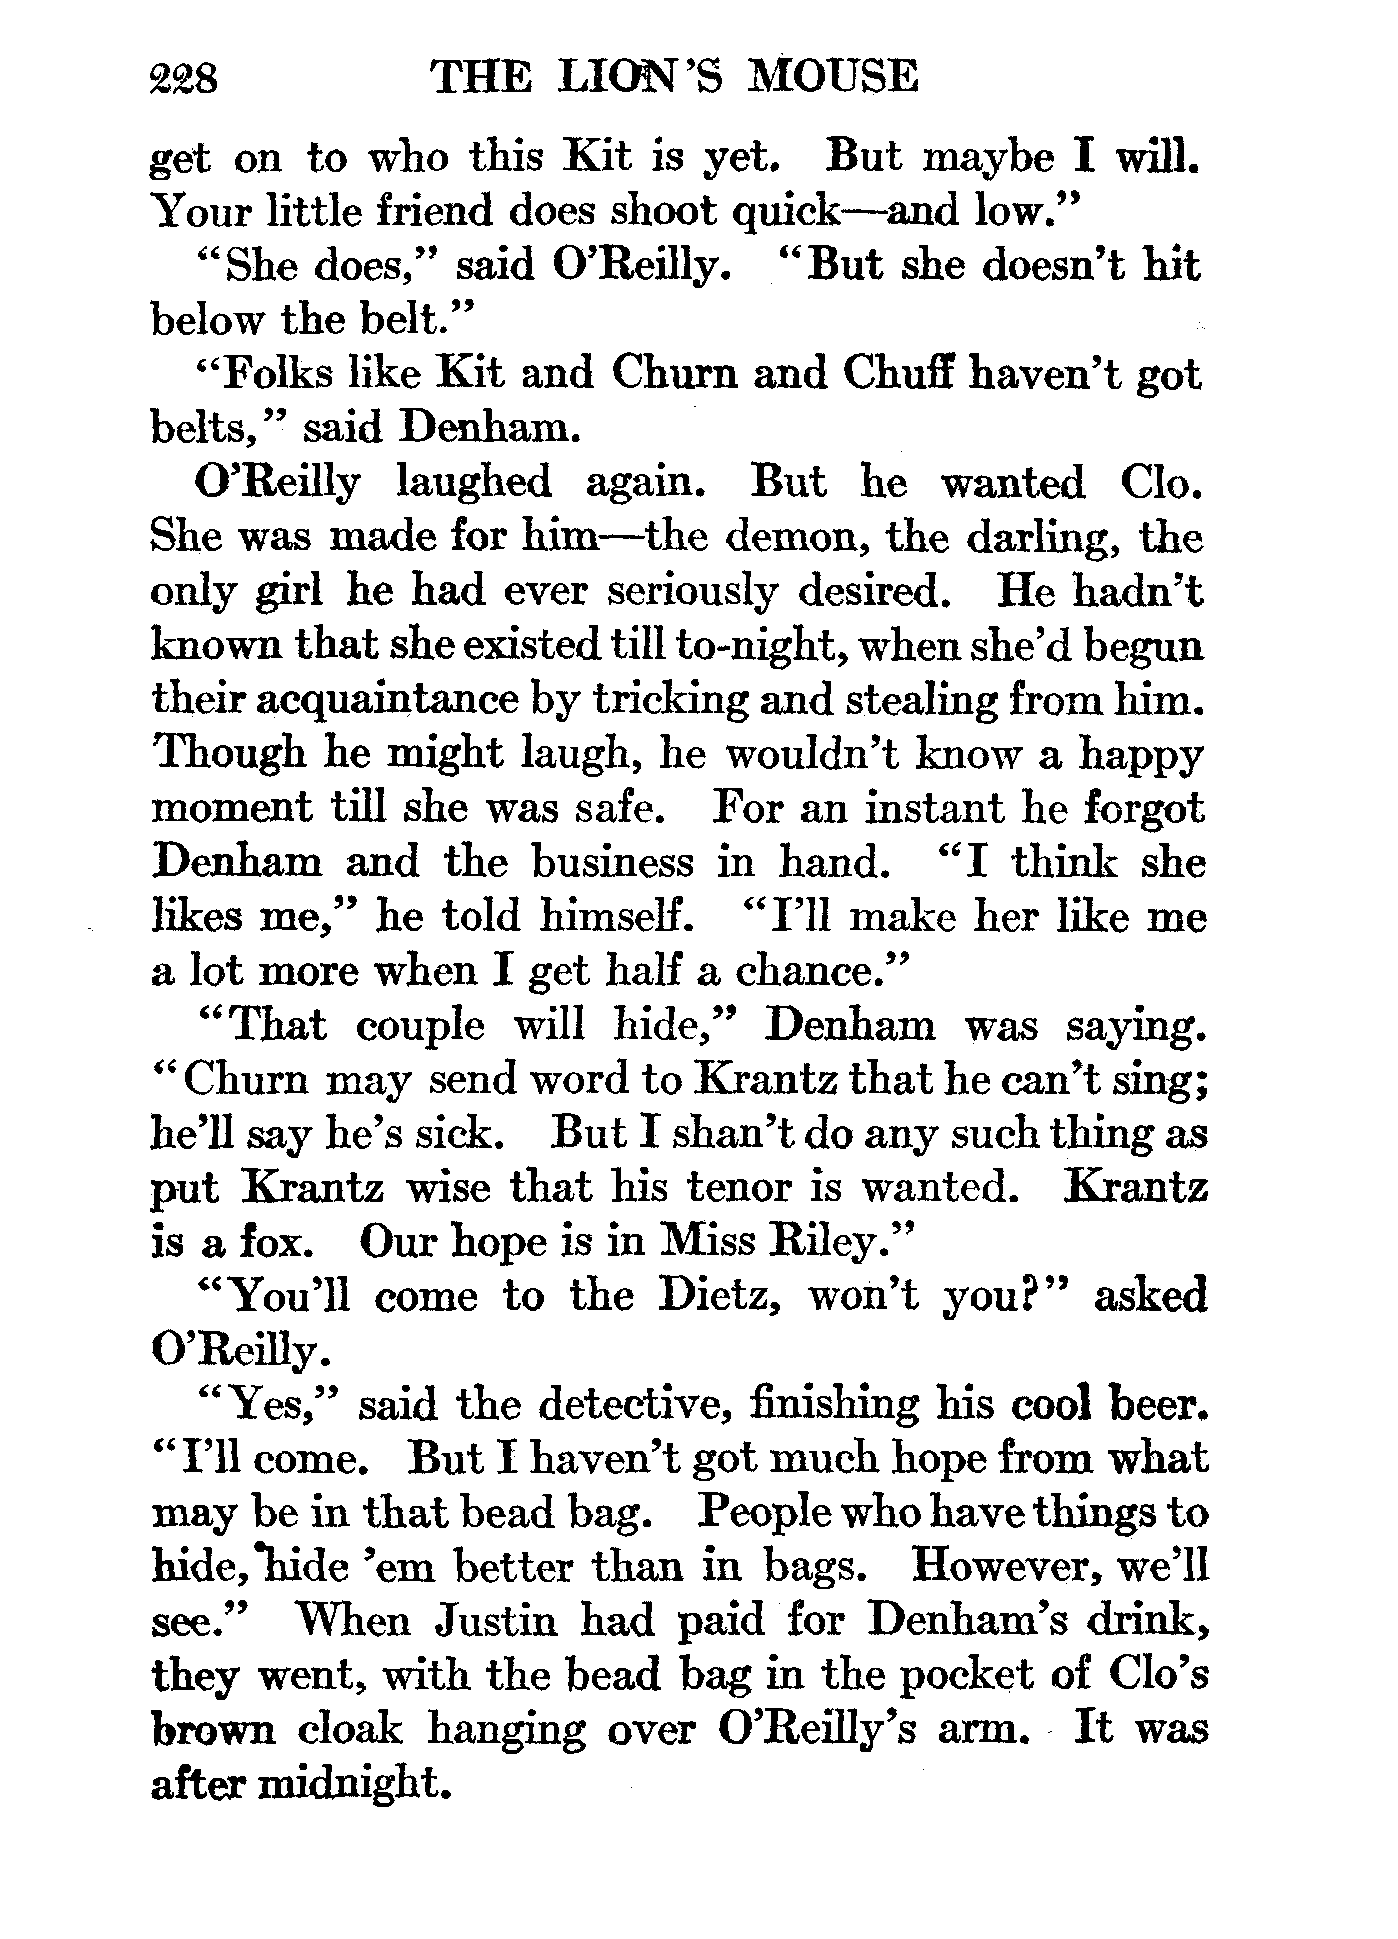 228 THE LION'S MOUSE
get on to who this Kit is yet. But maybe I will.
Your little friend does shoot quick—and low."
"She does," said O'Reilly. "But she doesn't hit
below the belt."
"Folks like Kit and Churn and Chuff haven't got
belts," said Denham.
O'Reilly laughed again. But he wanted Clo.
She was made for him—the demon, the darling, the
only girl he had ever seriously desired. He hadn't
known that she existed till to-night, when she'd begun
their acquaintance by tricking and stealing from him.
Though he might laugh, he wouldn't know a happy
moment till she was safe. For an instant he forgot
Denham and the business in hand. "I think she
likes me," he told himself. "I'll make her like me
a lot more when I get half a chance."
"That couple will hide," Denham was saying.
"Churn may send word to Krantz that he can't sing;
he'll say he's sick. But I shan't do any such thing as
put Krantz wise that his tenor is wanted. Krantz
is a fox. Our hope is in Miss Riley."
"You'll come to the Dietz, won't you?" asked
O'Reilly.
"Yes," said the detective, finishing his cool beer.
"I'll come. But I haven't got much hope from what
may be in that bead bag. People who have things to
hide, hide 'em better than in bags. However, we'll
see." When Justin had paid for Denham's drink,
they went, with the bead bag in the pocket of Clo's
brown cloak hanging over O'Reilly's arm. It was
after midnight.